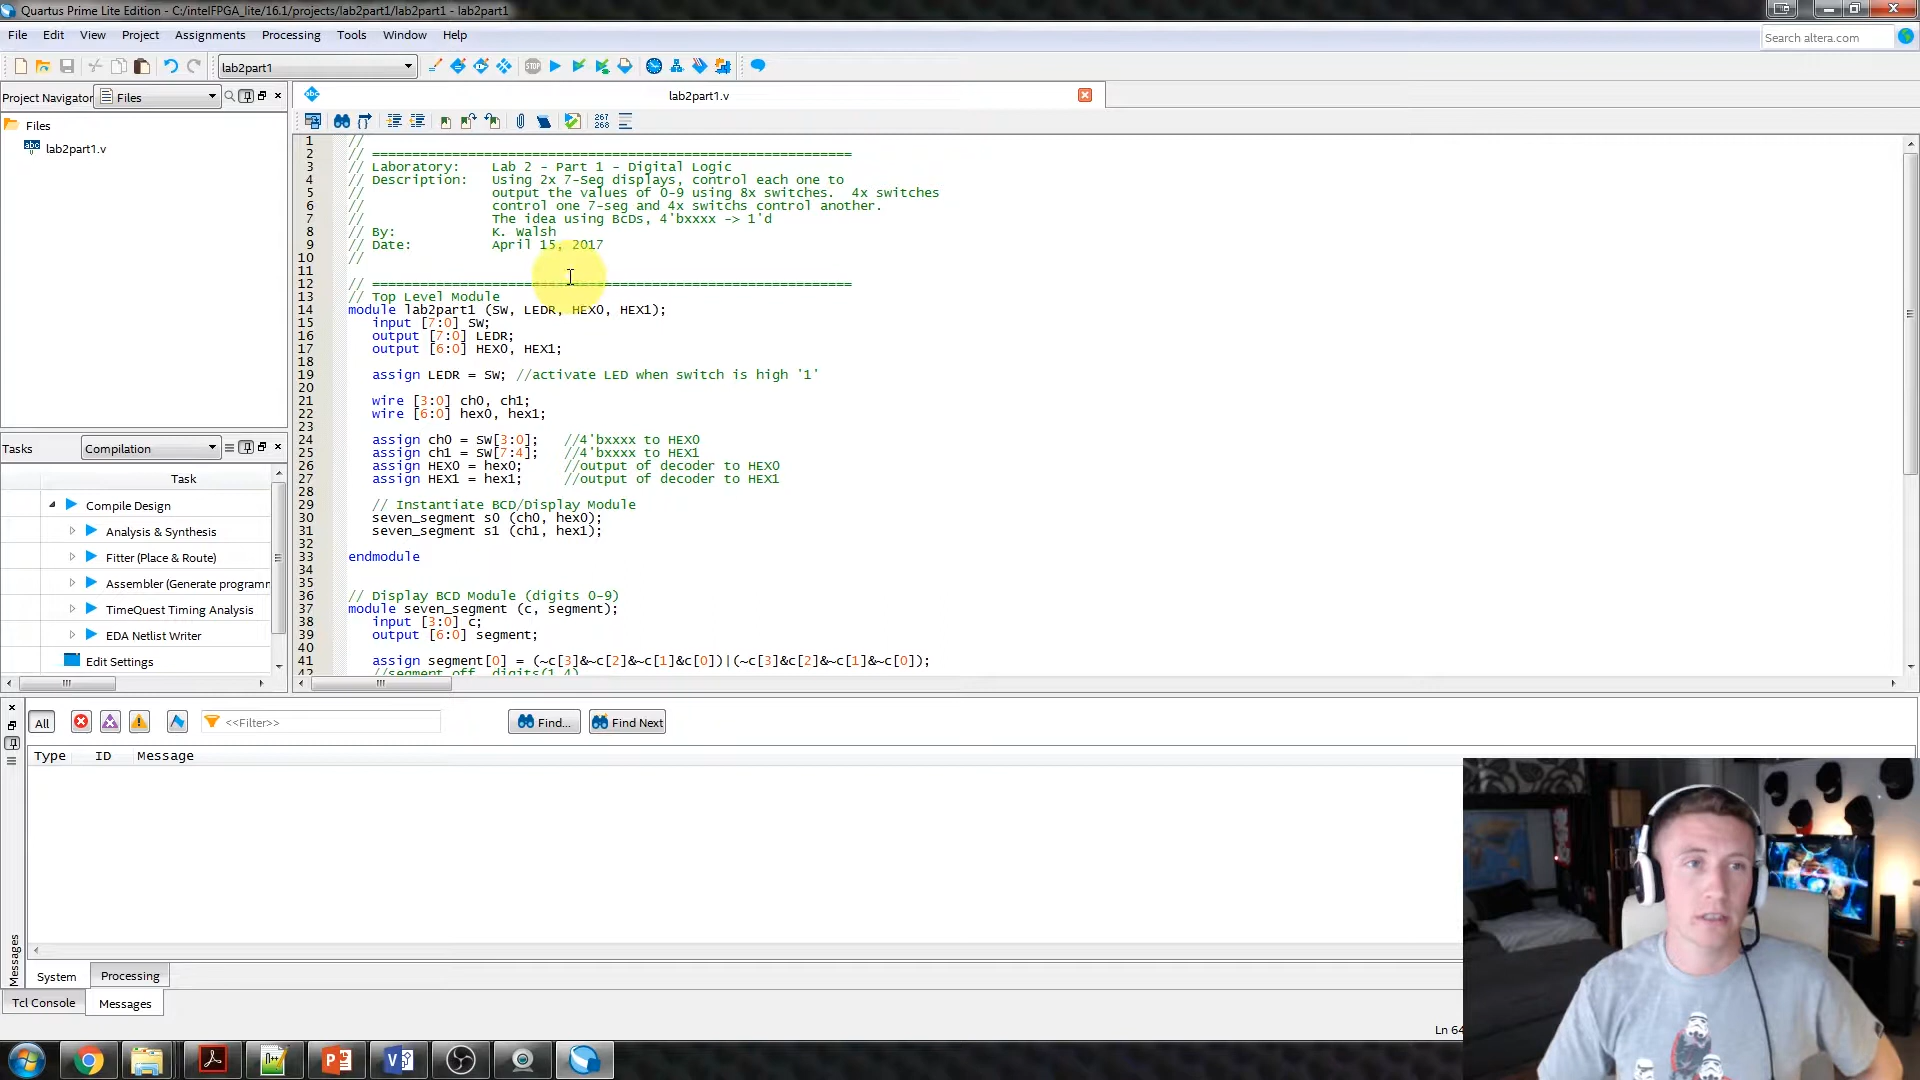 Quartus Prime Lite Edition - C:/intelFPGA_lite/16.1/projects/lab2part1/lab2part1 - lab2part1
File Edit View Project Assignments Processing Tools Window Help
Search altera.com
lab2part1
Project Navigator Files
lab2part1.v
Files
lab2part1.v
267
268
1 //
2 // ============================================================
3 // Laboratory: Lab 2 - Part 1 - Digital Logic
4 // Description: Using 2x 7-Seg displays, control each one to
5 // output the values of 0-9 using 8x switches. 4x switches
6 // control one 7-seg and 4x switchs control another.
7 // The idea using BCDs, 4'bxxxx -> 1'd
8 // By: K. Walsh
9 // Date: April 15, 2017
10 //
11
12 // ============================================================
13 // Top Level Module
14 module lab2part1 (SW, LEDR, HEX0, HEX1);
15 input [7:0] SW;
16 output [7:0] LEDR;
17 output [6:0] HEX0, HEX1;
18
19 assign LEDR = SW; //activate LED when switch is high '1'
20
21 wire [3:0] ch0, ch1;
22 wire [6:0] hex0, hex1;
23
24 assign ch0 = SW[3:0]; //4'bxxxx to HEX0
25 assign ch1 = SW[7:4]; //4'bxxxx to HEX1
26 assign HEX0 = hex0; //output of decoder to HEX0
27 assign HEX1 = hex1; //output of decoder to HEX1
28
29 // Instantiate BCD/Display Module
30 seven_segment s0 (ch0, hex0);
31 seven_segment s1 (ch1, hex1);
32
33 endmodule
34
35
36 // Display BCD Module (digits 0-9)
37 module seven_segment (c, segment);
38 input [3:0] c;
39 output [6:0] segment;
40
41 assign segment[0] = (~c[3]&~c[2]&~c[1]&c[0])|(~c[3]&c[2]&~c[1]&~c[0]);
42 //segment off digits(1,4)
Tasks Compilation
Task
Compile Design
Analysis & Synthesis
Fitter (Place & Route)
Assembler (Generate programm
TimeQuest Timing Analysis
EDA Netlist Writer
Edit Settings
All <<Filter>> Find... Find Next
Type ID Message
Messages
System Processing
Tcl Console Messages
Ln 64